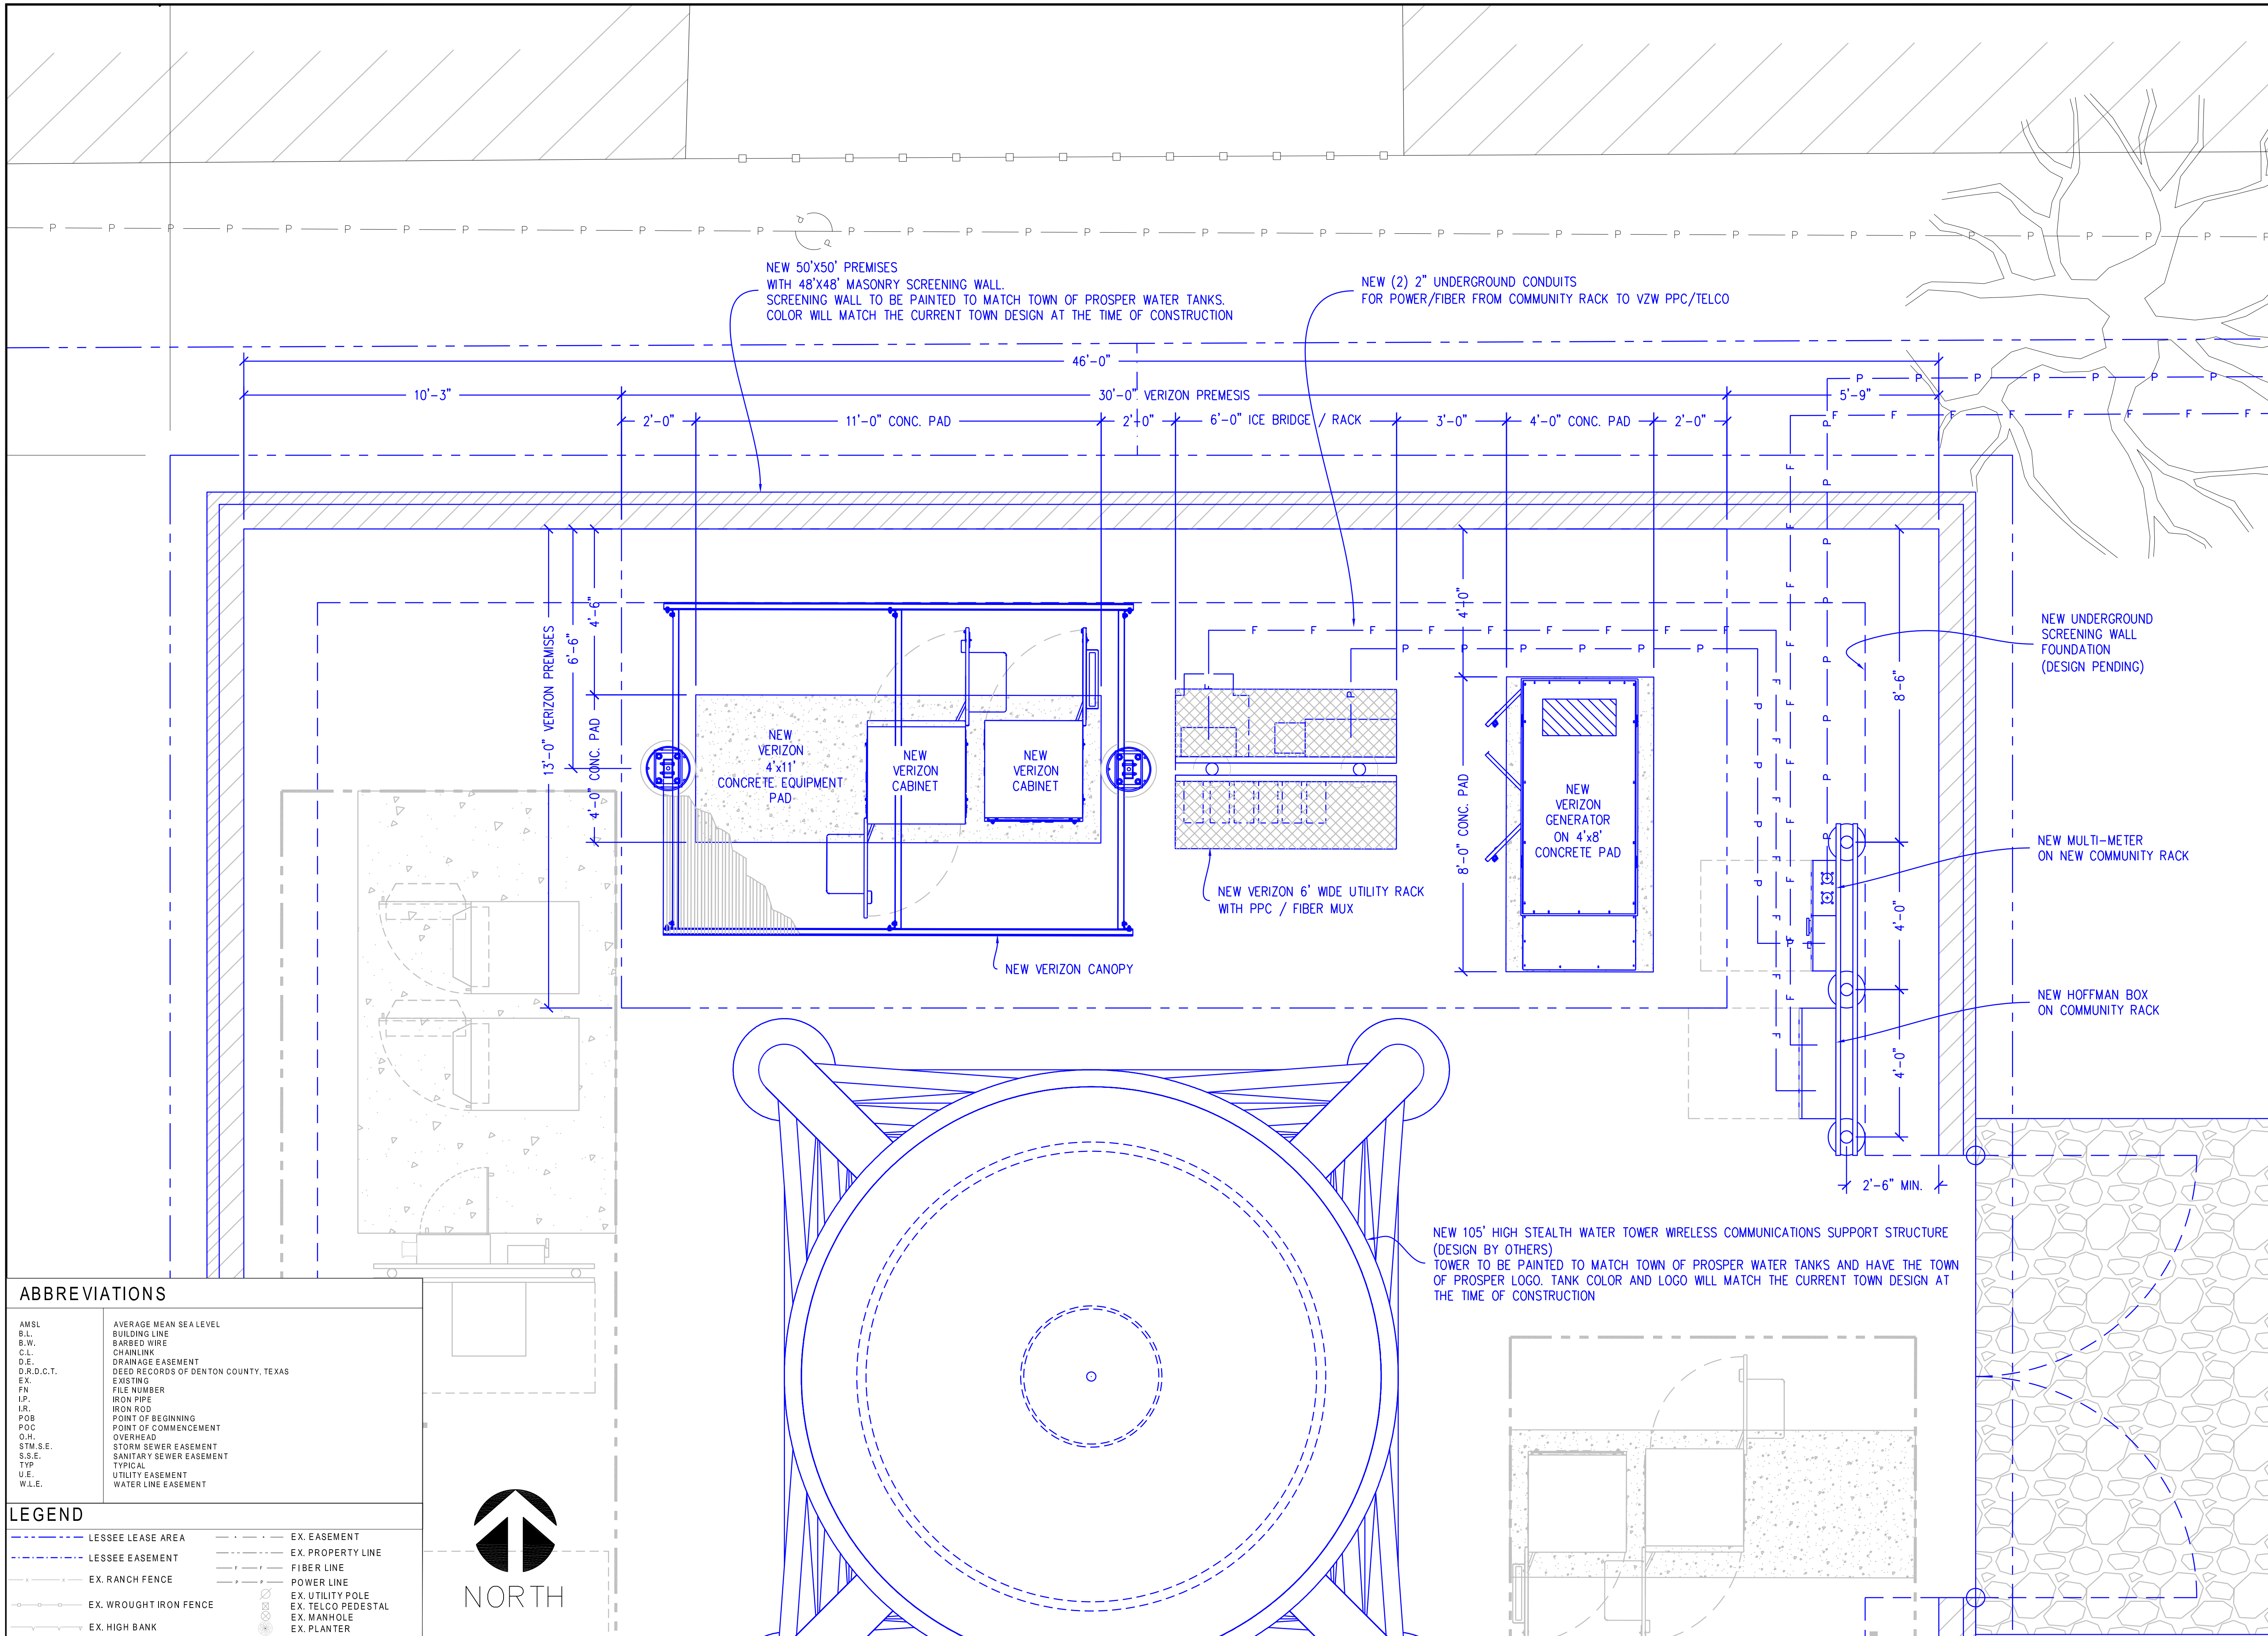 NEW 50'X50' PREMISES
WITH 48'X48' MASONRY SCREENING WALL.
SCREENING WALL TO BE PAINTED TO MATCH TOWN OF PROSPER WATER TANKS.
COLOR WILL MATCH THE CURRENT TOWN DESIGN AT THE TIME OF CONSTRUCTION
NEW (2) 2" UNDERGROUND CONDUITS
FOR POWER/FIBER FROM COMMUNITY RACK TO VZW PPC/TELCO
46'-0"
10'-3"
30'-0" VERIZON PREMESIS
5'-9"
2'-0"
11'-0" CONC. PAD
2'-0"
6'-0" ICE BRIDGE / RACK
3'-0"
4'-0" CONC. PAD
2'-0"
13'-0" VERIZON PREMISES
6'-6"
4'-6"
4'-0" CONC. PAD
4'-0"
8'-0" CONC. PAD
8'-6"
4'-0"
4'-0"
2'-6" MIN.
NEW
VERIZON
4'x11'
CONCRETE EQUIPMENT
PAD
NEW
VERIZON
CABINET
NEW
VERIZON
CABINET
NEW
VERIZON
GENERATOR
ON 4'x8'
CONCRETE PAD
NEW UNDERGROUND
SCREENING WALL
FOUNDATION
(DESIGN PENDING)
NEW MULTI-METER
ON NEW COMMUNITY RACK
NEW VERIZON 6' WIDE UTILITY RACK
WITH PPC / FIBER MUX
NEW VERIZON CANOPY
NEW HOFFMAN BOX
ON COMMUNITY RACK
NEW 105' HIGH STEALTH WATER TOWER WIRELESS COMMUNICATIONS SUPPORT STRUCTURE
(DESIGN BY OTHERS)
TOWER TO BE PAINTED TO MATCH TOWN OF PROSPER WATER TANKS AND HAVE THE TOWN
OF PROSPER LOGO. TANK COLOR AND LOGO WILL MATCH THE CURRENT TOWN DESIGN AT
THE TIME OF CONSTRUCTION
ABBREVIATIONS
AMSL AVERAGE MEAN SEA LEVEL
B.L. BUILDING LINE
B.W. BARBED WIRE
C.L. CHAINLINK
D.E. DRAINAGE EASEMENT
D.R.D.C.T. DEED RECORDS OF DENTON COUNTY, TEXAS
EX. EXISTING
FN FILE NUMBER
I.P. IRON PIPE
I.R. IRON ROD
POB POINT OF BEGINNING
POC POINT OF COMMENCEMENT
O.H. OVERHEAD
STM.S.E. STORM SEWER EASEMENT
S.S.E. SANITARY SEWER EASEMENT
TYP TYPICAL
U.E. UTILITY EASEMENT
W.L.E. WATER LINE EASEMENT
LEGEND
LESSEE LEASE AREA
LESSEE EASEMENT
EX. RANCH FENCE
EX. WROUGHT IRON FENCE
EX. HIGH BANK
EX. EASEMENT
EX. PROPERTY LINE
FIBER LINE
POWER LINE
EX. UTILITY POLE
EX. TELCO PEDESTAL
EX. MANHOLE
EX. PLANTER
NORTH